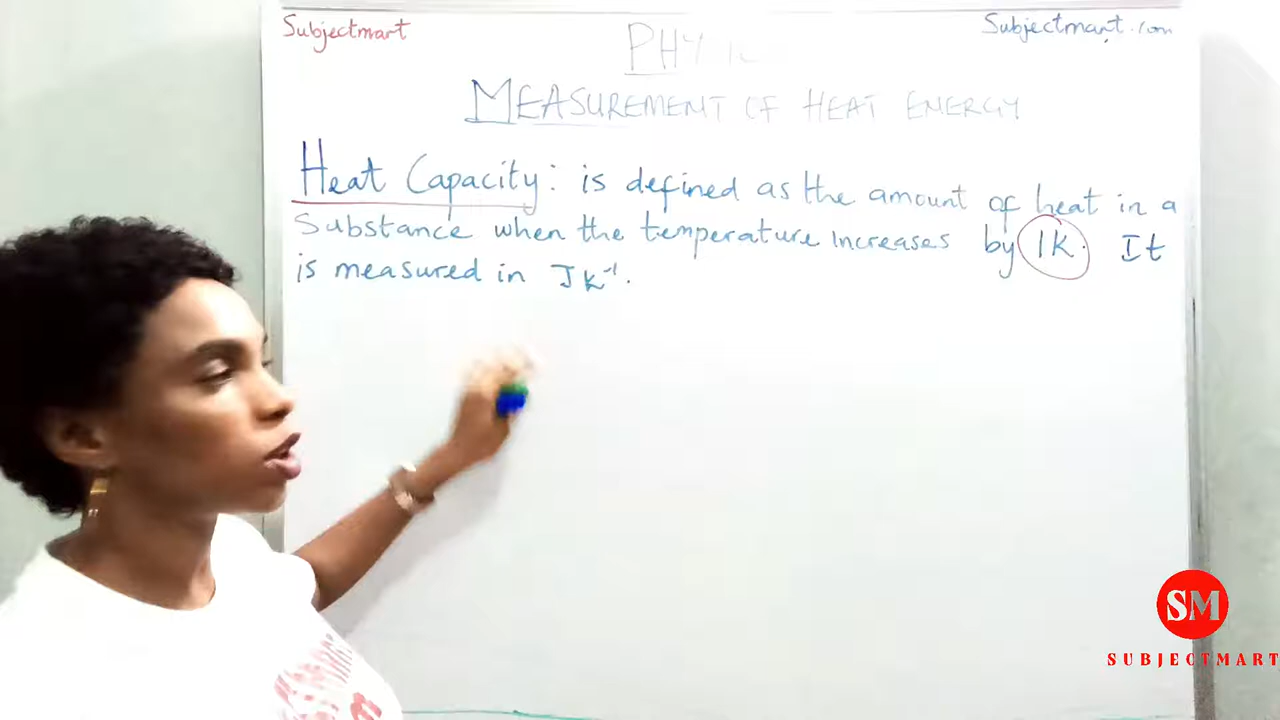 Subjectmart
Subjectmart.com
MEASUREMENT OF HEAT ENERGY
Heat Capacity: is defined as the amount of heat in a
Substance when the temperature increases by 1K. It
is measured in JK⁻¹.
SM
SUBJECTMART